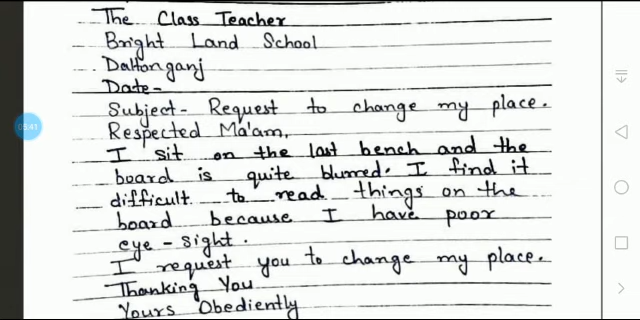 The Class Teacher
Bright Land School
Daltonganj
Date-
Subject- Request to change my place.
Respected Ma'am,
I sit on the last bench and the
board is quite blurred. I find it
difficult to read things on the
board because I have poor
eye-sight.
I request you to change my place.
Thanking You
Yours Obediently
05:41